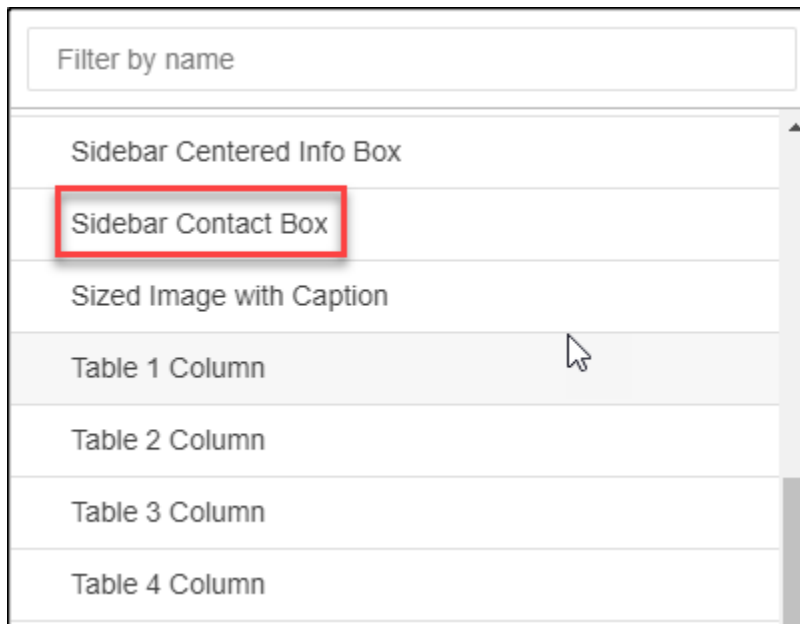 Filter by name
Sidebar Centered Info Box
Sidebar Contact Box
Sized Image with Caption
Table 1 Column
Table 2 Column
Table 3 Column
Table 4 Column